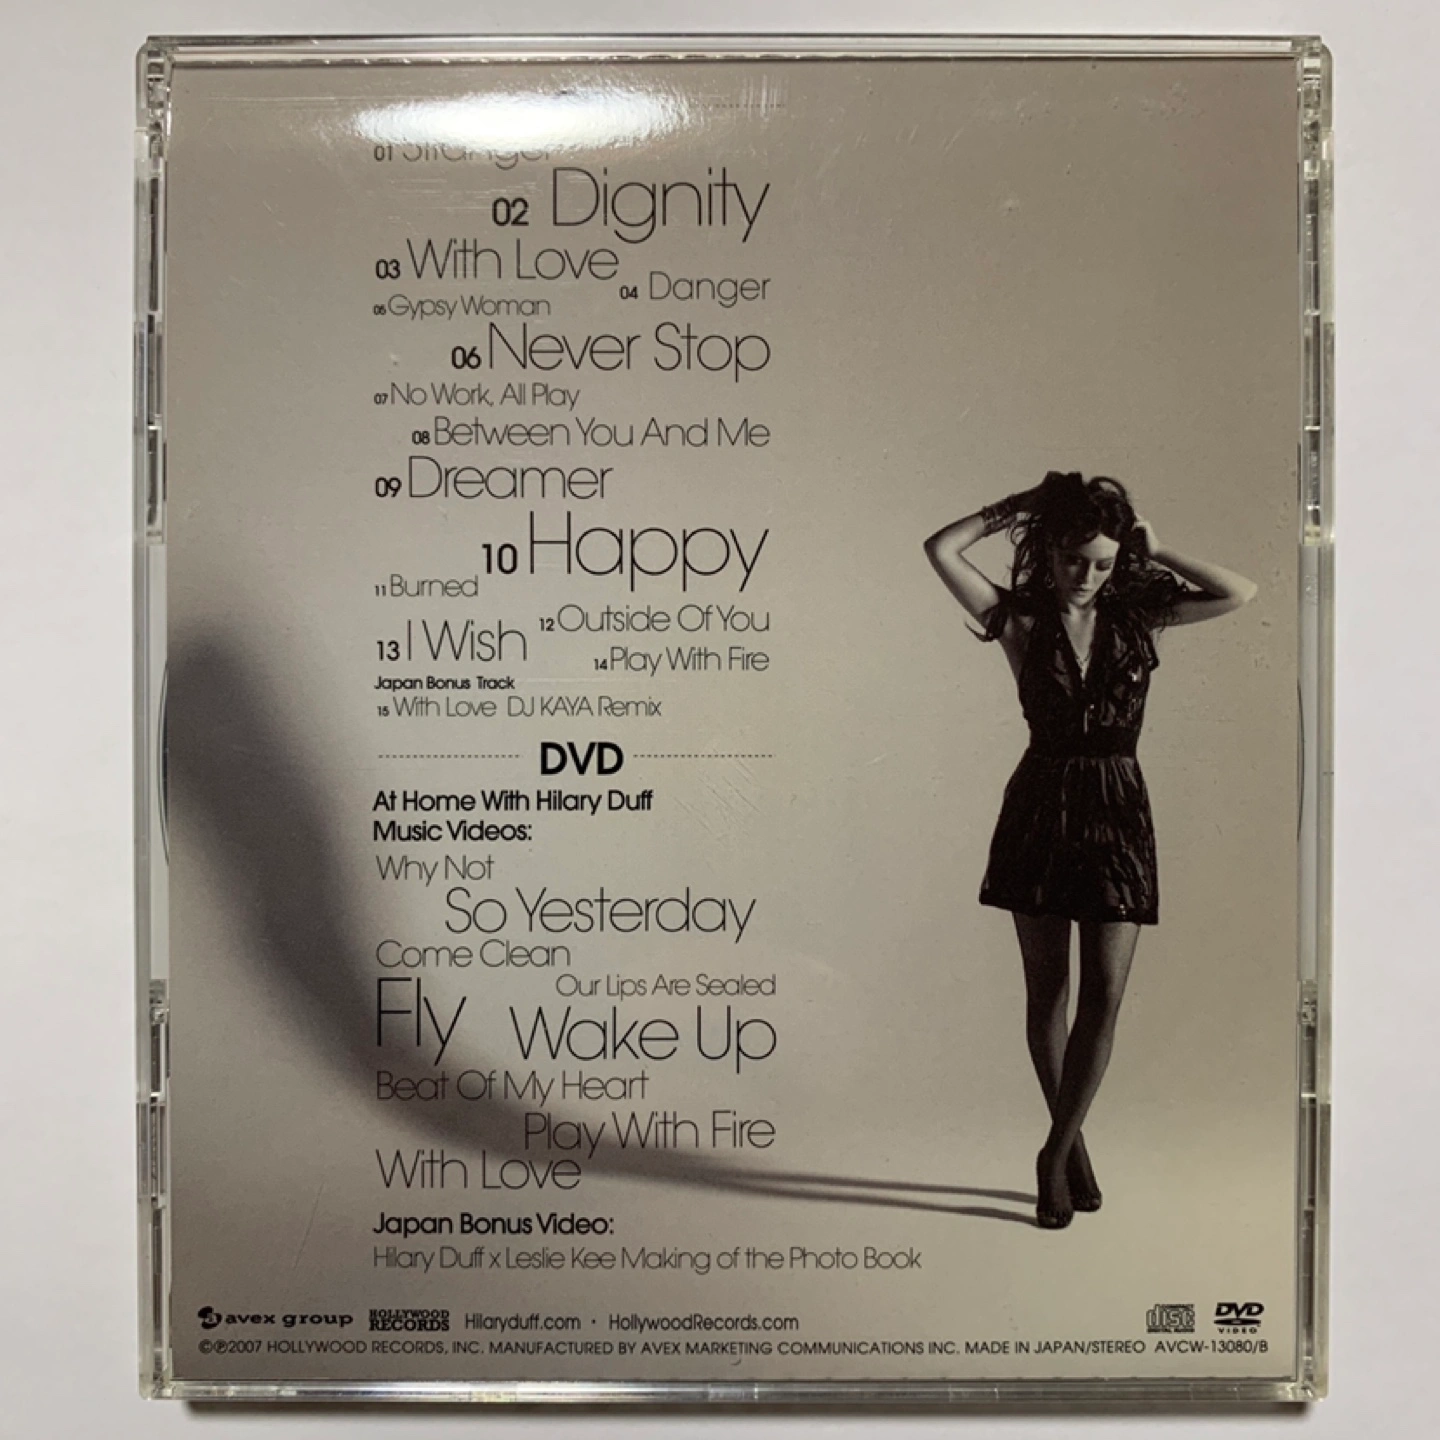 01 Stranger
02 Dignity
03 With Love
04 Danger
05 Gypsy Woman
06 Never Stop
07 No Work, All Play
08 Between You And Me
09 Dreamer
10 Happy
11 Burned
12 Outside Of You
13 I Wish
14 Play With Fire
Japan Bonus Track
15 With Love DJ KAYA Remix
DVD
At Home With Hilary Duff
Music Videos:
Why Not
So Yesterday
Come Clean
Our Lips Are Sealed
Fly
Wake Up
Beat Of My Heart
Play With Fire
With Love
Japan Bonus Video:
Hilary Duff x Leslie Kee Making of the Photo Book
avex group HOLLYWOOD RECORDS Hilaryduff.com · HollywoodRecords.com COMPACT disc DIGITAL AUDIO DVD VIDEO
©℗2007 HOLLYWOOD RECORDS, INC. MANUFACTURED BY AVEX MARKETING COMMUNICATIONS INC. MADE IN JAPAN/STEREO AVCW-13080/B